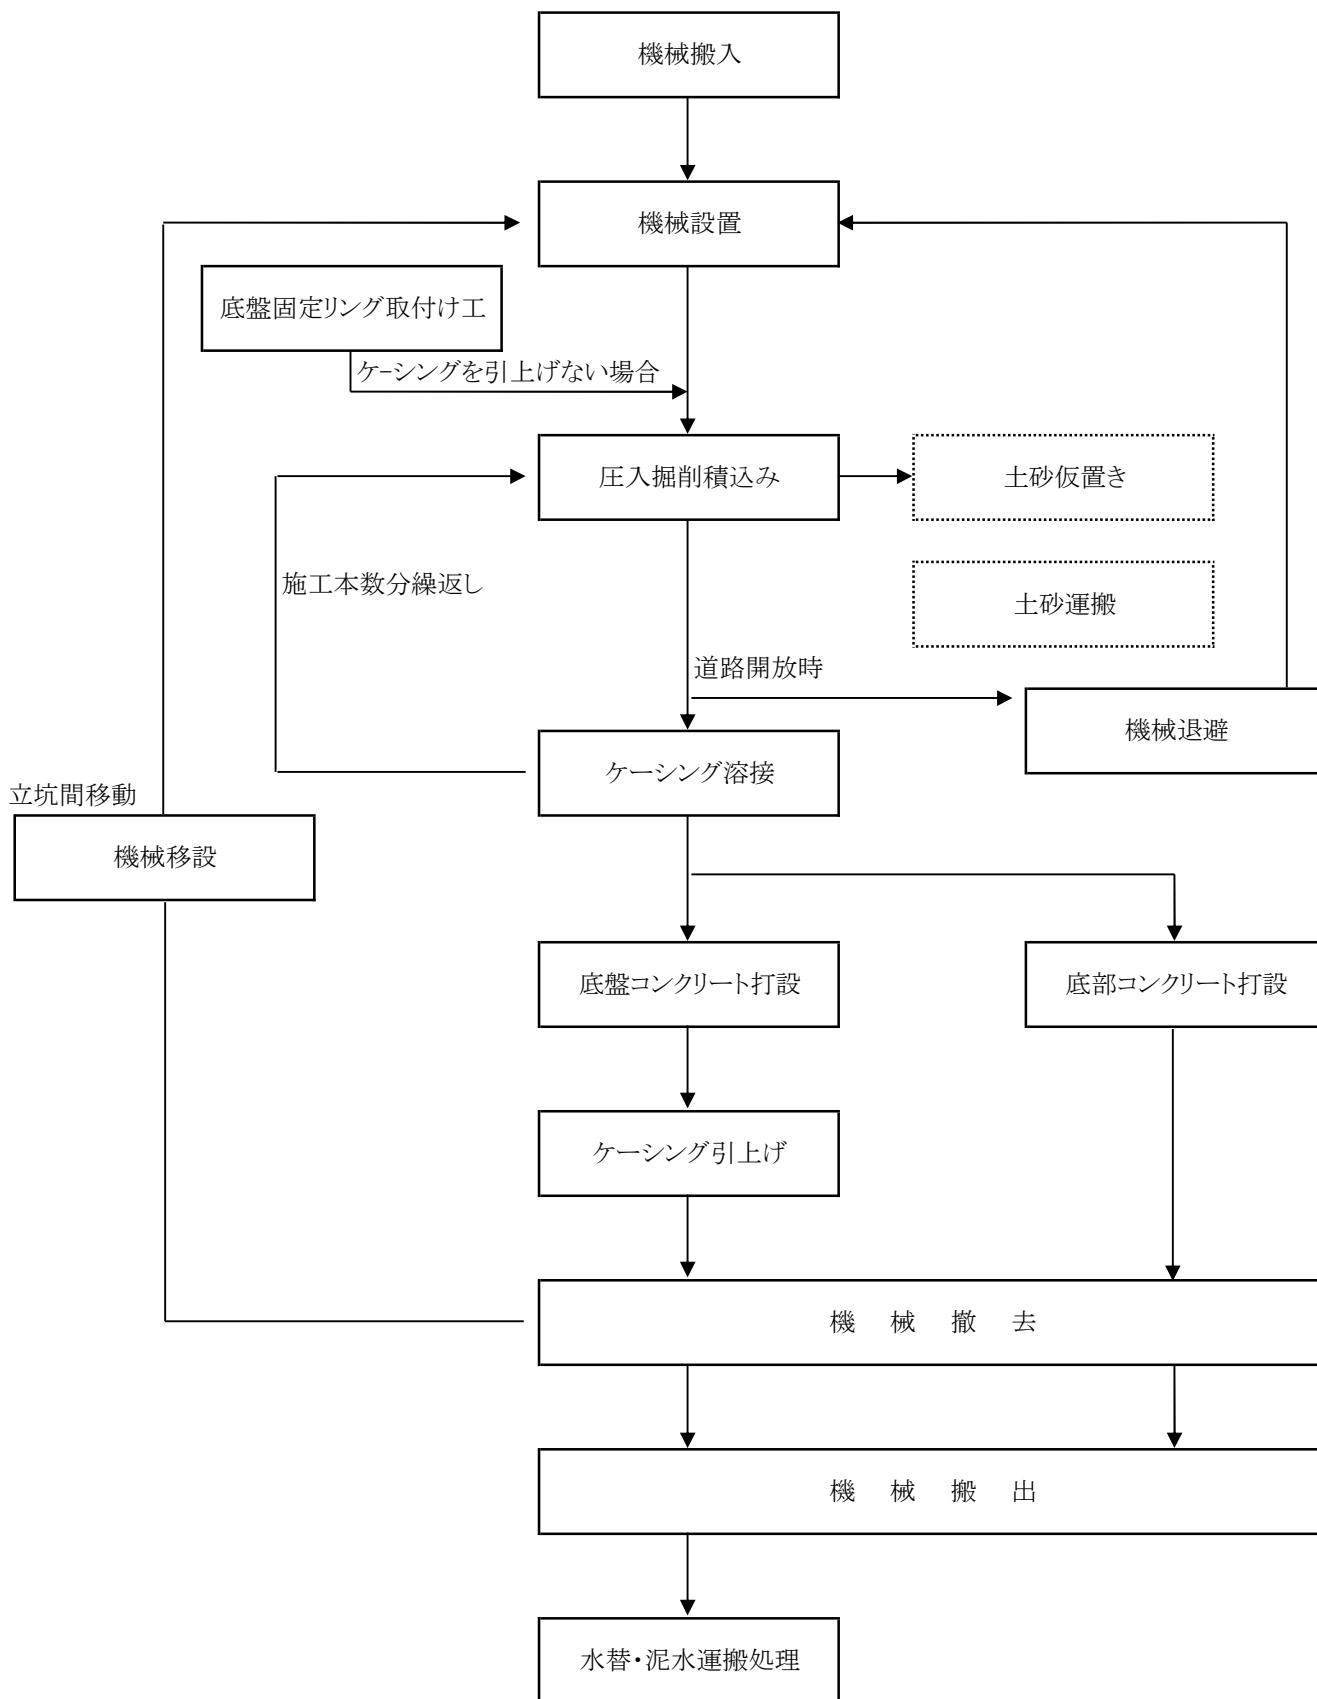 機械搬入
機械設置
底盤固定リング取付け工
ケｰシングを引上げない場合
圧入掘削積込み
土砂仮置き
施工本数分繰返し
土砂運搬
道路開放時
機械退避
ケーシング溶接
立坑間移動
機械移設
底盤コンクリート打設
底部コンクリート打設
ケーシング引上げ
機　械　撤　去
機　械　搬　出
水替・泥水運搬処理